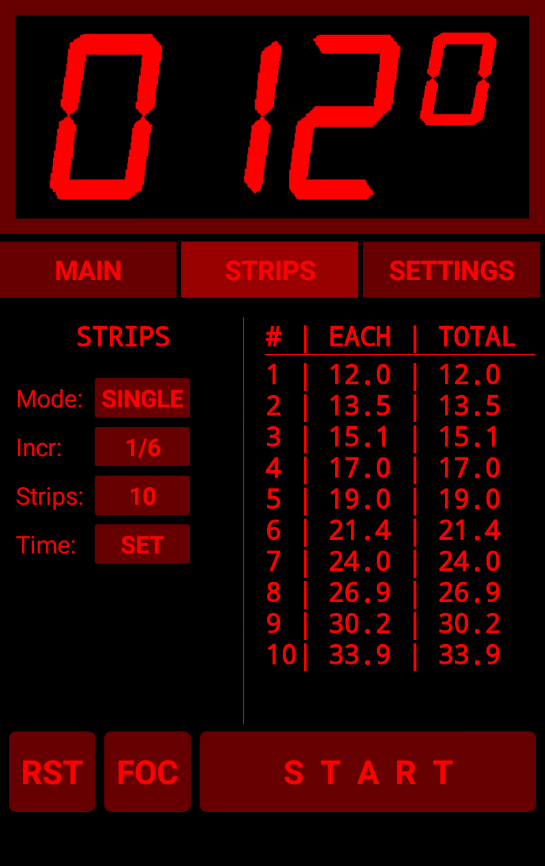 012⁰
MAIN STRIPS SETTINGS
STRIPS
Mode: SINGLE
Incr: 1/6
Strips: 10
Time: SET
# | EACH | TOTAL
1 | 12.0 | 12.0
2 | 13.5 | 13.5
3 | 15.1 | 15.1
4 | 17.0 | 17.0
5 | 19.0 | 19.0
6 | 21.4 | 21.4
7 | 24.0 | 24.0
8 | 26.9 | 26.9
9 | 30.2 | 30.2
10| 33.9 | 33.9
RST FOC S T A R T